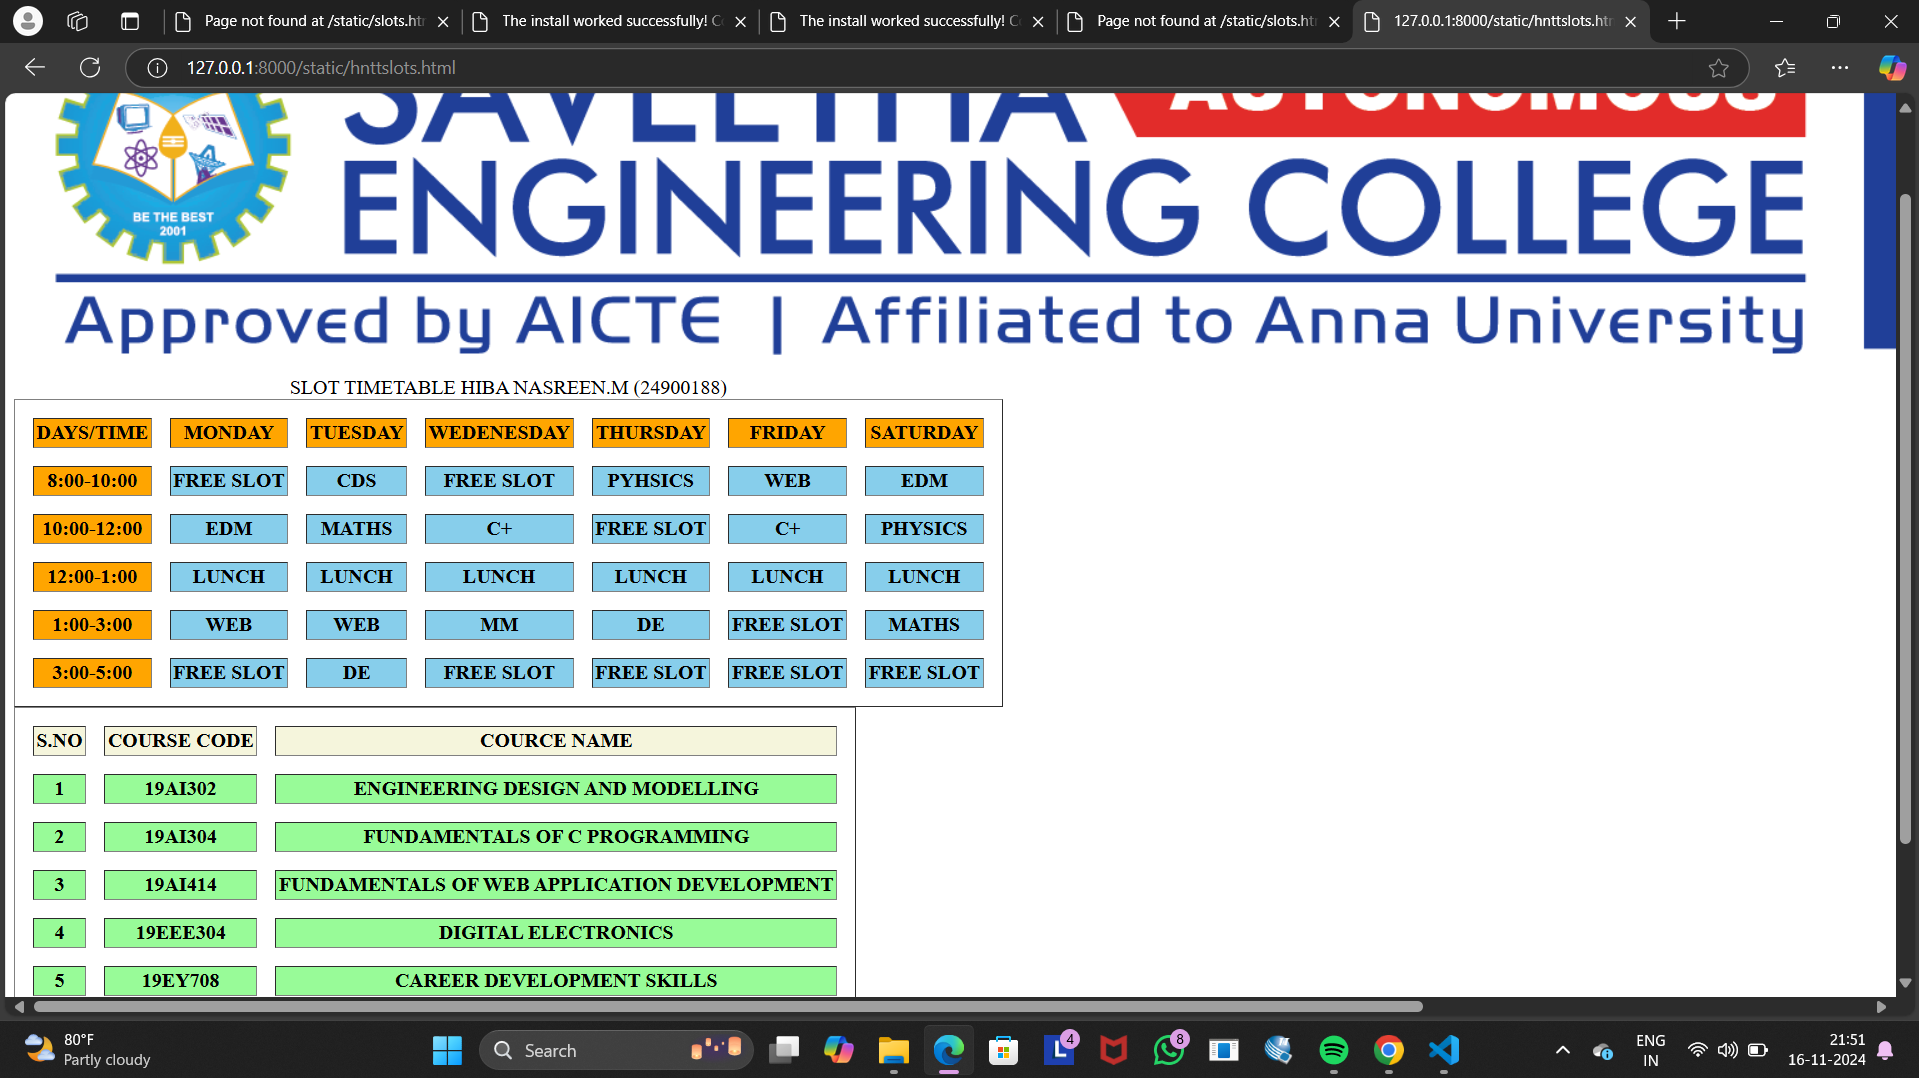 Page not found at /static/slots.htm
The install worked successfully! Co
The install worked successfully! Co
Page not found at /static/slots.htm
127.0.0.1:8000/static/hnttslots.htm
127.0.0.1:8000/static/hnttslots.html
SAVEETHA AUTONOMOUS
ENGINEERING COLLEGE
BE THE BEST
2001
Approved by AICTE | Affiliated to Anna University
SLOT TIMETABLE HIBA NASREEN.M (24900188)
DAYS/TIME MONDAY TUESDAY WEDENESDAY THURSDAY FRIDAY SATURDAY
8:00-10:00 FREE SLOT CDS FREE SLOT PYHSICS WEB EDM
10:00-12:00 EDM MATHS C+ FREE SLOT C+ PHYSICS
12:00-1:00 LUNCH LUNCH LUNCH LUNCH LUNCH LUNCH
1:00-3:00 WEB WEB MM DE FREE SLOT MATHS
3:00-5:00 FREE SLOT DE FREE SLOT FREE SLOT FREE SLOT FREE SLOT
S.NO COURSE CODE COURCE NAME
1 19AI302 ENGINEERING DESIGN AND MODELLING
2 19AI304 FUNDAMENTALS OF C PROGRAMMING
3 19AI414 FUNDAMENTALS OF WEB APPLICATION DEVELOPMENT
4 19EEE304 DIGITAL ELECTRONICS
5 19EY708 CAREER DEVELOPMENT SKILLS
80°F
Partly cloudy
Search
L
4
8
ENG
IN
21:51
16-11-2024